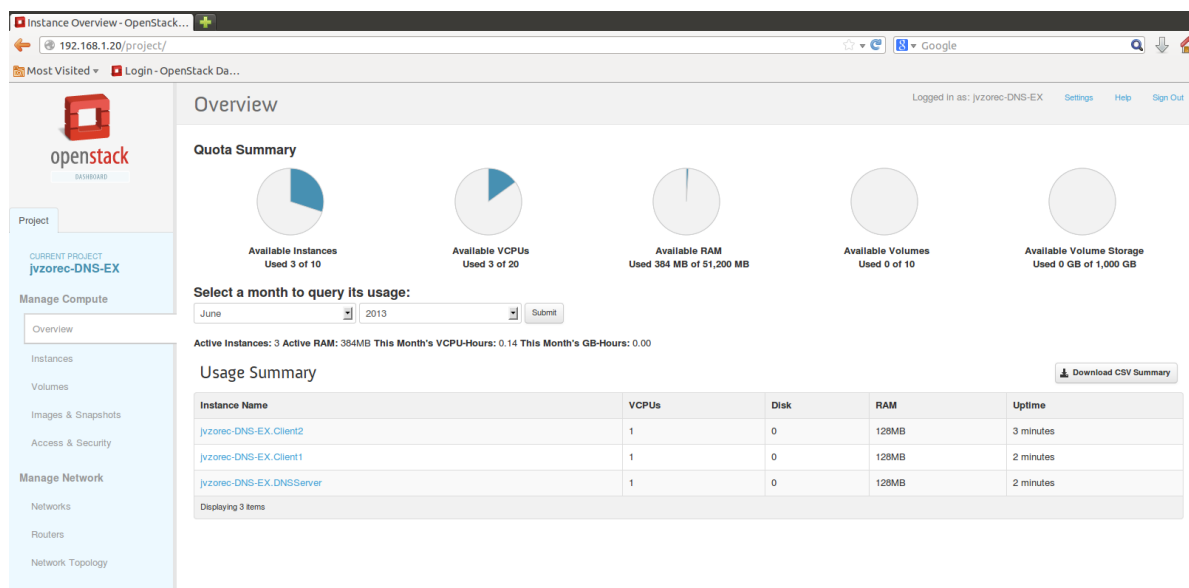 Instance Overview - OpenStack...
192.168.1.20/project/
Google
Most Visited
Login - OpenStack Da...
openstack
DASHBOARD
Overview
Logged in as: jvzorec-DNS-EX Settings Help Sign Out
Project
CURRENT PROJECT
jvzorec-DNS-EX
Manage Compute
Overview
Instances
Volumes
Images & Snapshots
Access & Security
Manage Network
Networks
Routers
Network Topology
Quota Summary
Available Instances
Used 3 of 10
Available VCPUs
Used 3 of 20
Available RAM
Used 384 MB of 51,200 MB
Available Volumes
Used 0 of 10
Available Volume Storage
Used 0 GB of 1,000 GB
Select a month to query its usage:
June 2013 Submit
Active Instances: 3 Active RAM: 384MB This Month's VCPU-Hours: 0.14 This Month's GB-Hours: 0.00
Usage Summary
Download CSV Summary
Instance Name VCPUs Disk RAM Uptime
jvzorec-DNS-EX.Client2 1 0 128MB 3 minutes
jvzorec-DNS-EX.Client1 1 0 128MB 2 minutes
jvzorec-DNS-EX.DNSServer 1 0 128MB 2 minutes
Displaying 3 items